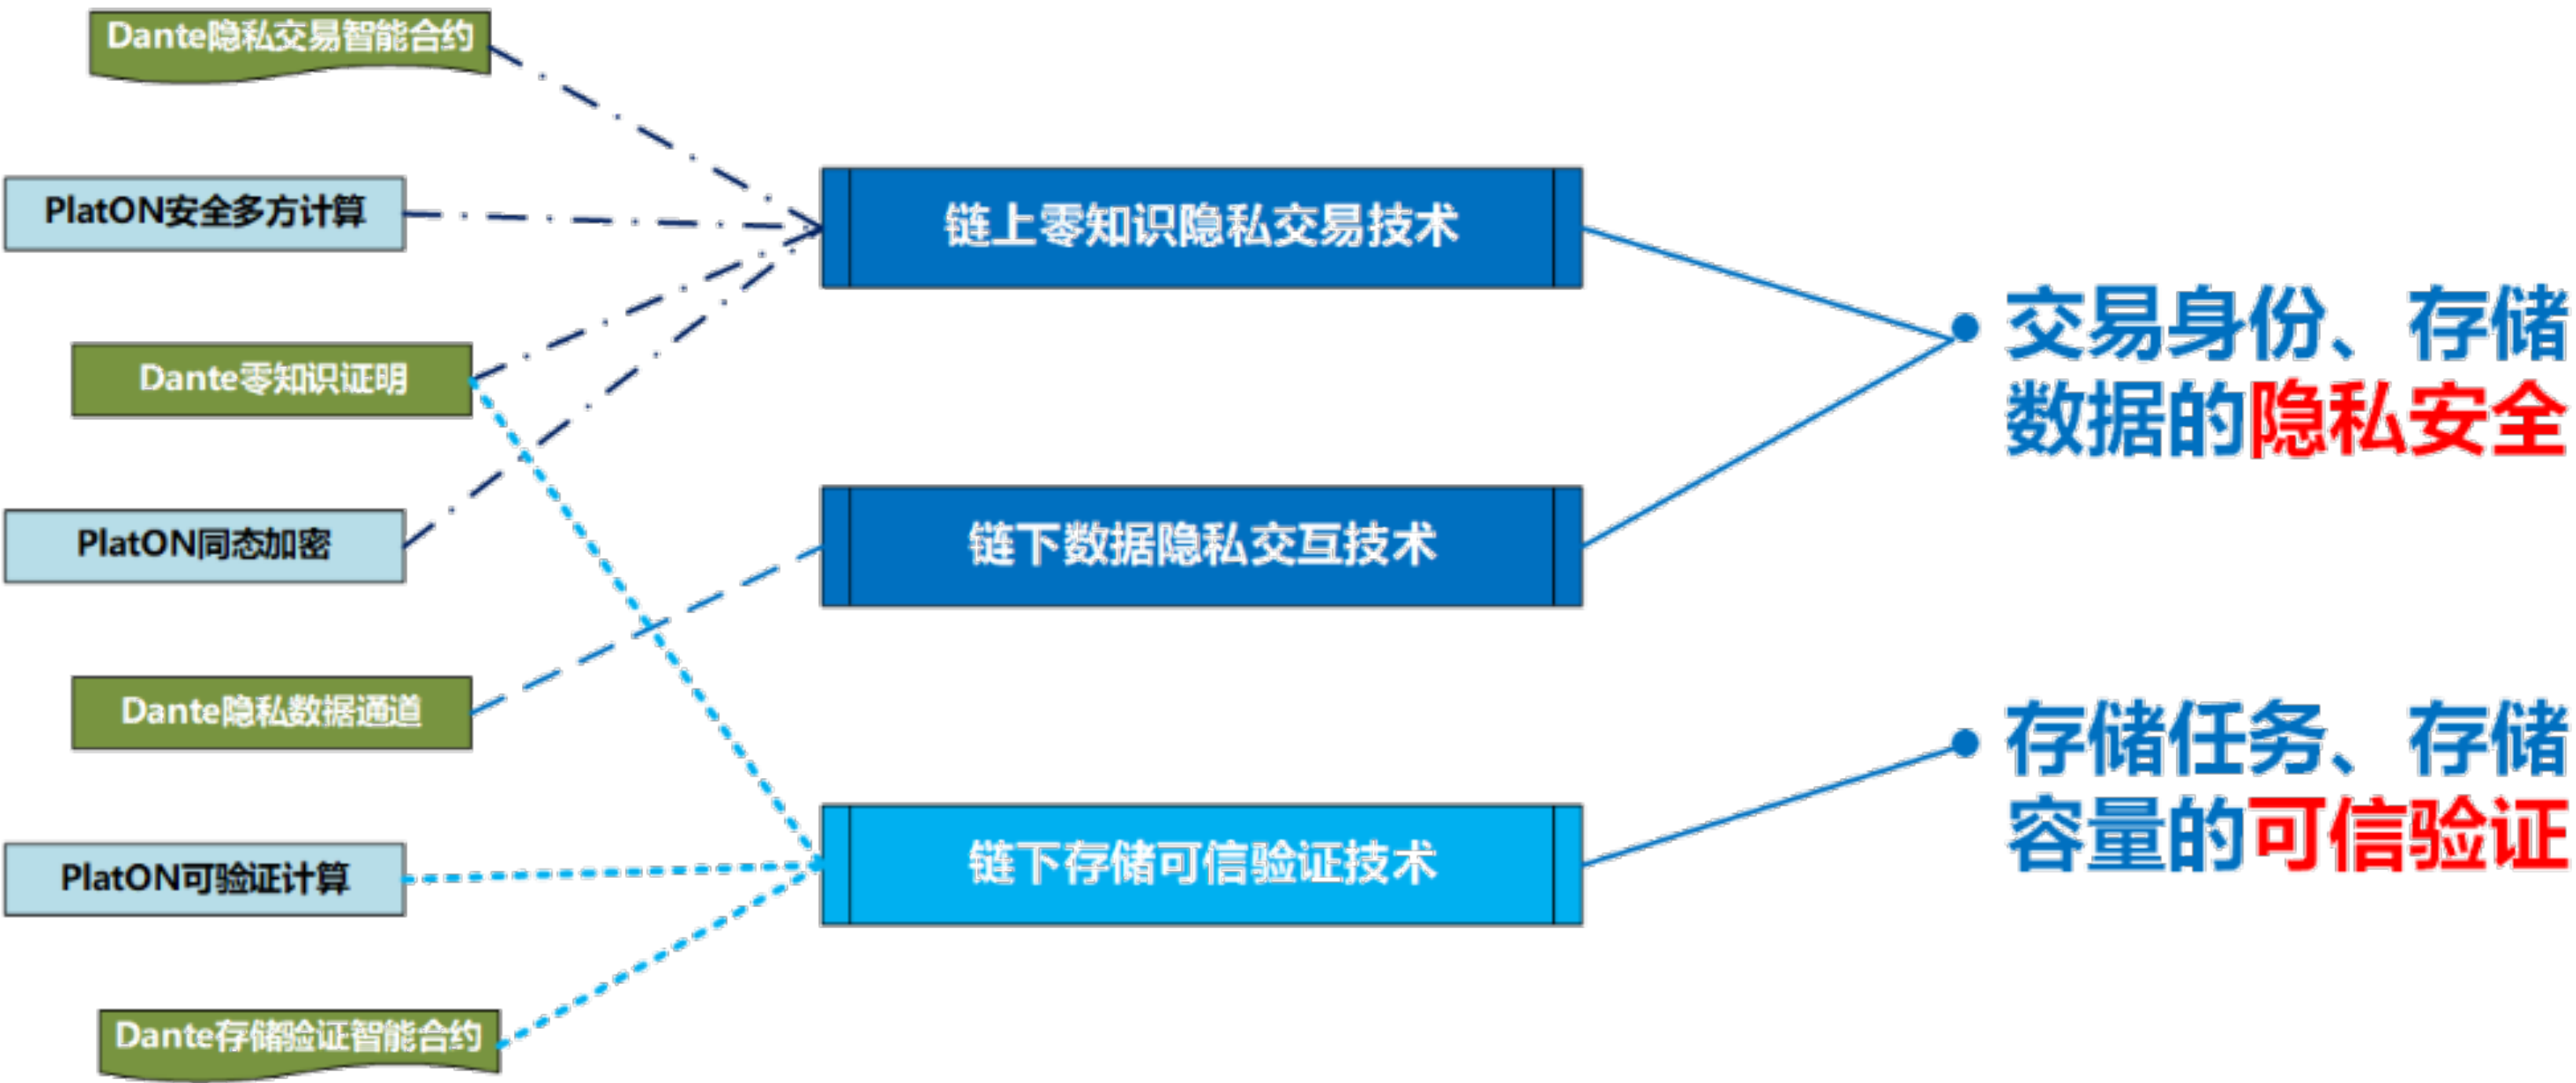 Dante隐私交易智能合约
PlatON安全多方计算
Dante零知识证明
PlatON同态加密
Dante隐私数据通道
PlatON可验证计算
Dante存储验证智能合约
链上零知识隐私交易技术
链下数据隐私交互技术
链下存储可信验证技术
交易身份、存储
数据的隐私安全
存储任务、存储
容量的可信验证